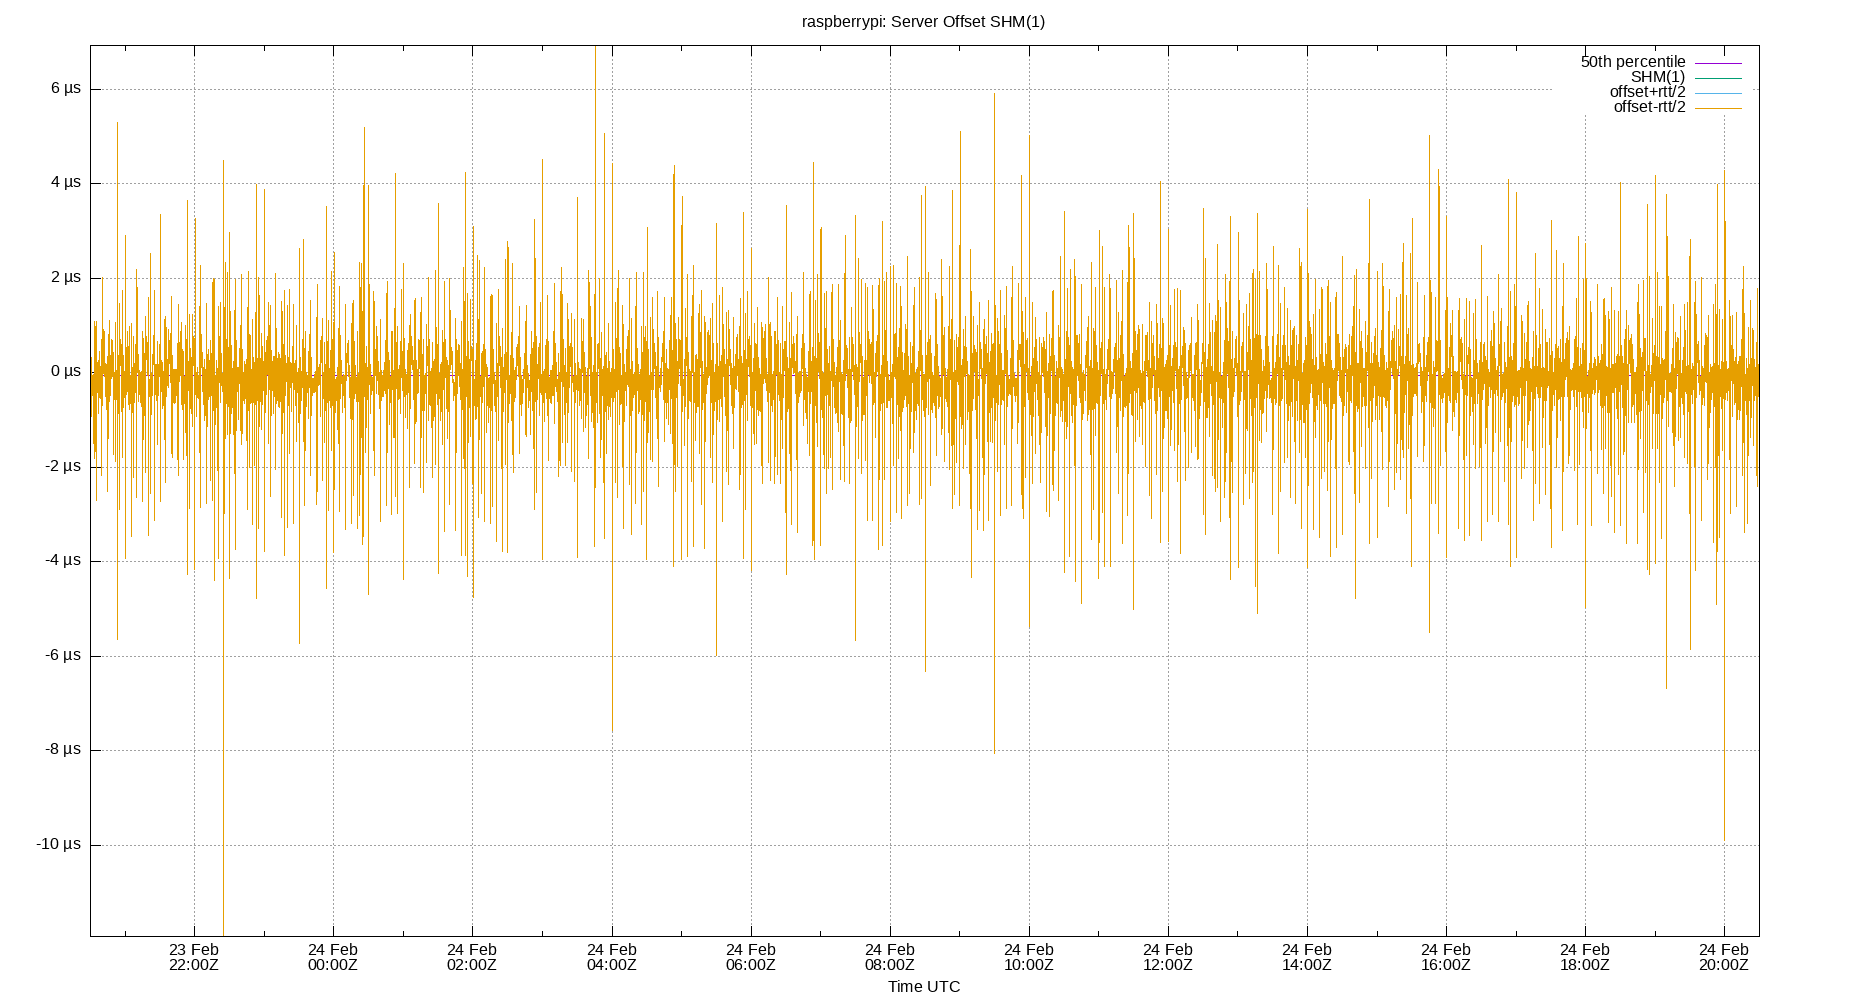 raspberrypi: Server Offset SHM(1)
50th percentile
SHM(1)
offset+rtt/2
offset-rtt/2
6 µs
4 µs
2 µs
0 µs
-2 µs
-4 µs
-6 µs
-8 µs
-10 µs
23 Feb 24 Feb 24 Feb 24 Feb 24 Feb 24 Feb 24 Feb 24 Feb 24 Feb 24 Feb 24 Feb 24 Feb
22:00Z 00:00Z 02:00Z 04:00Z 06:00Z 08:00Z 10:00Z 12:00Z 14:00Z 16:00Z 18:00Z 20:00Z
Time UTC